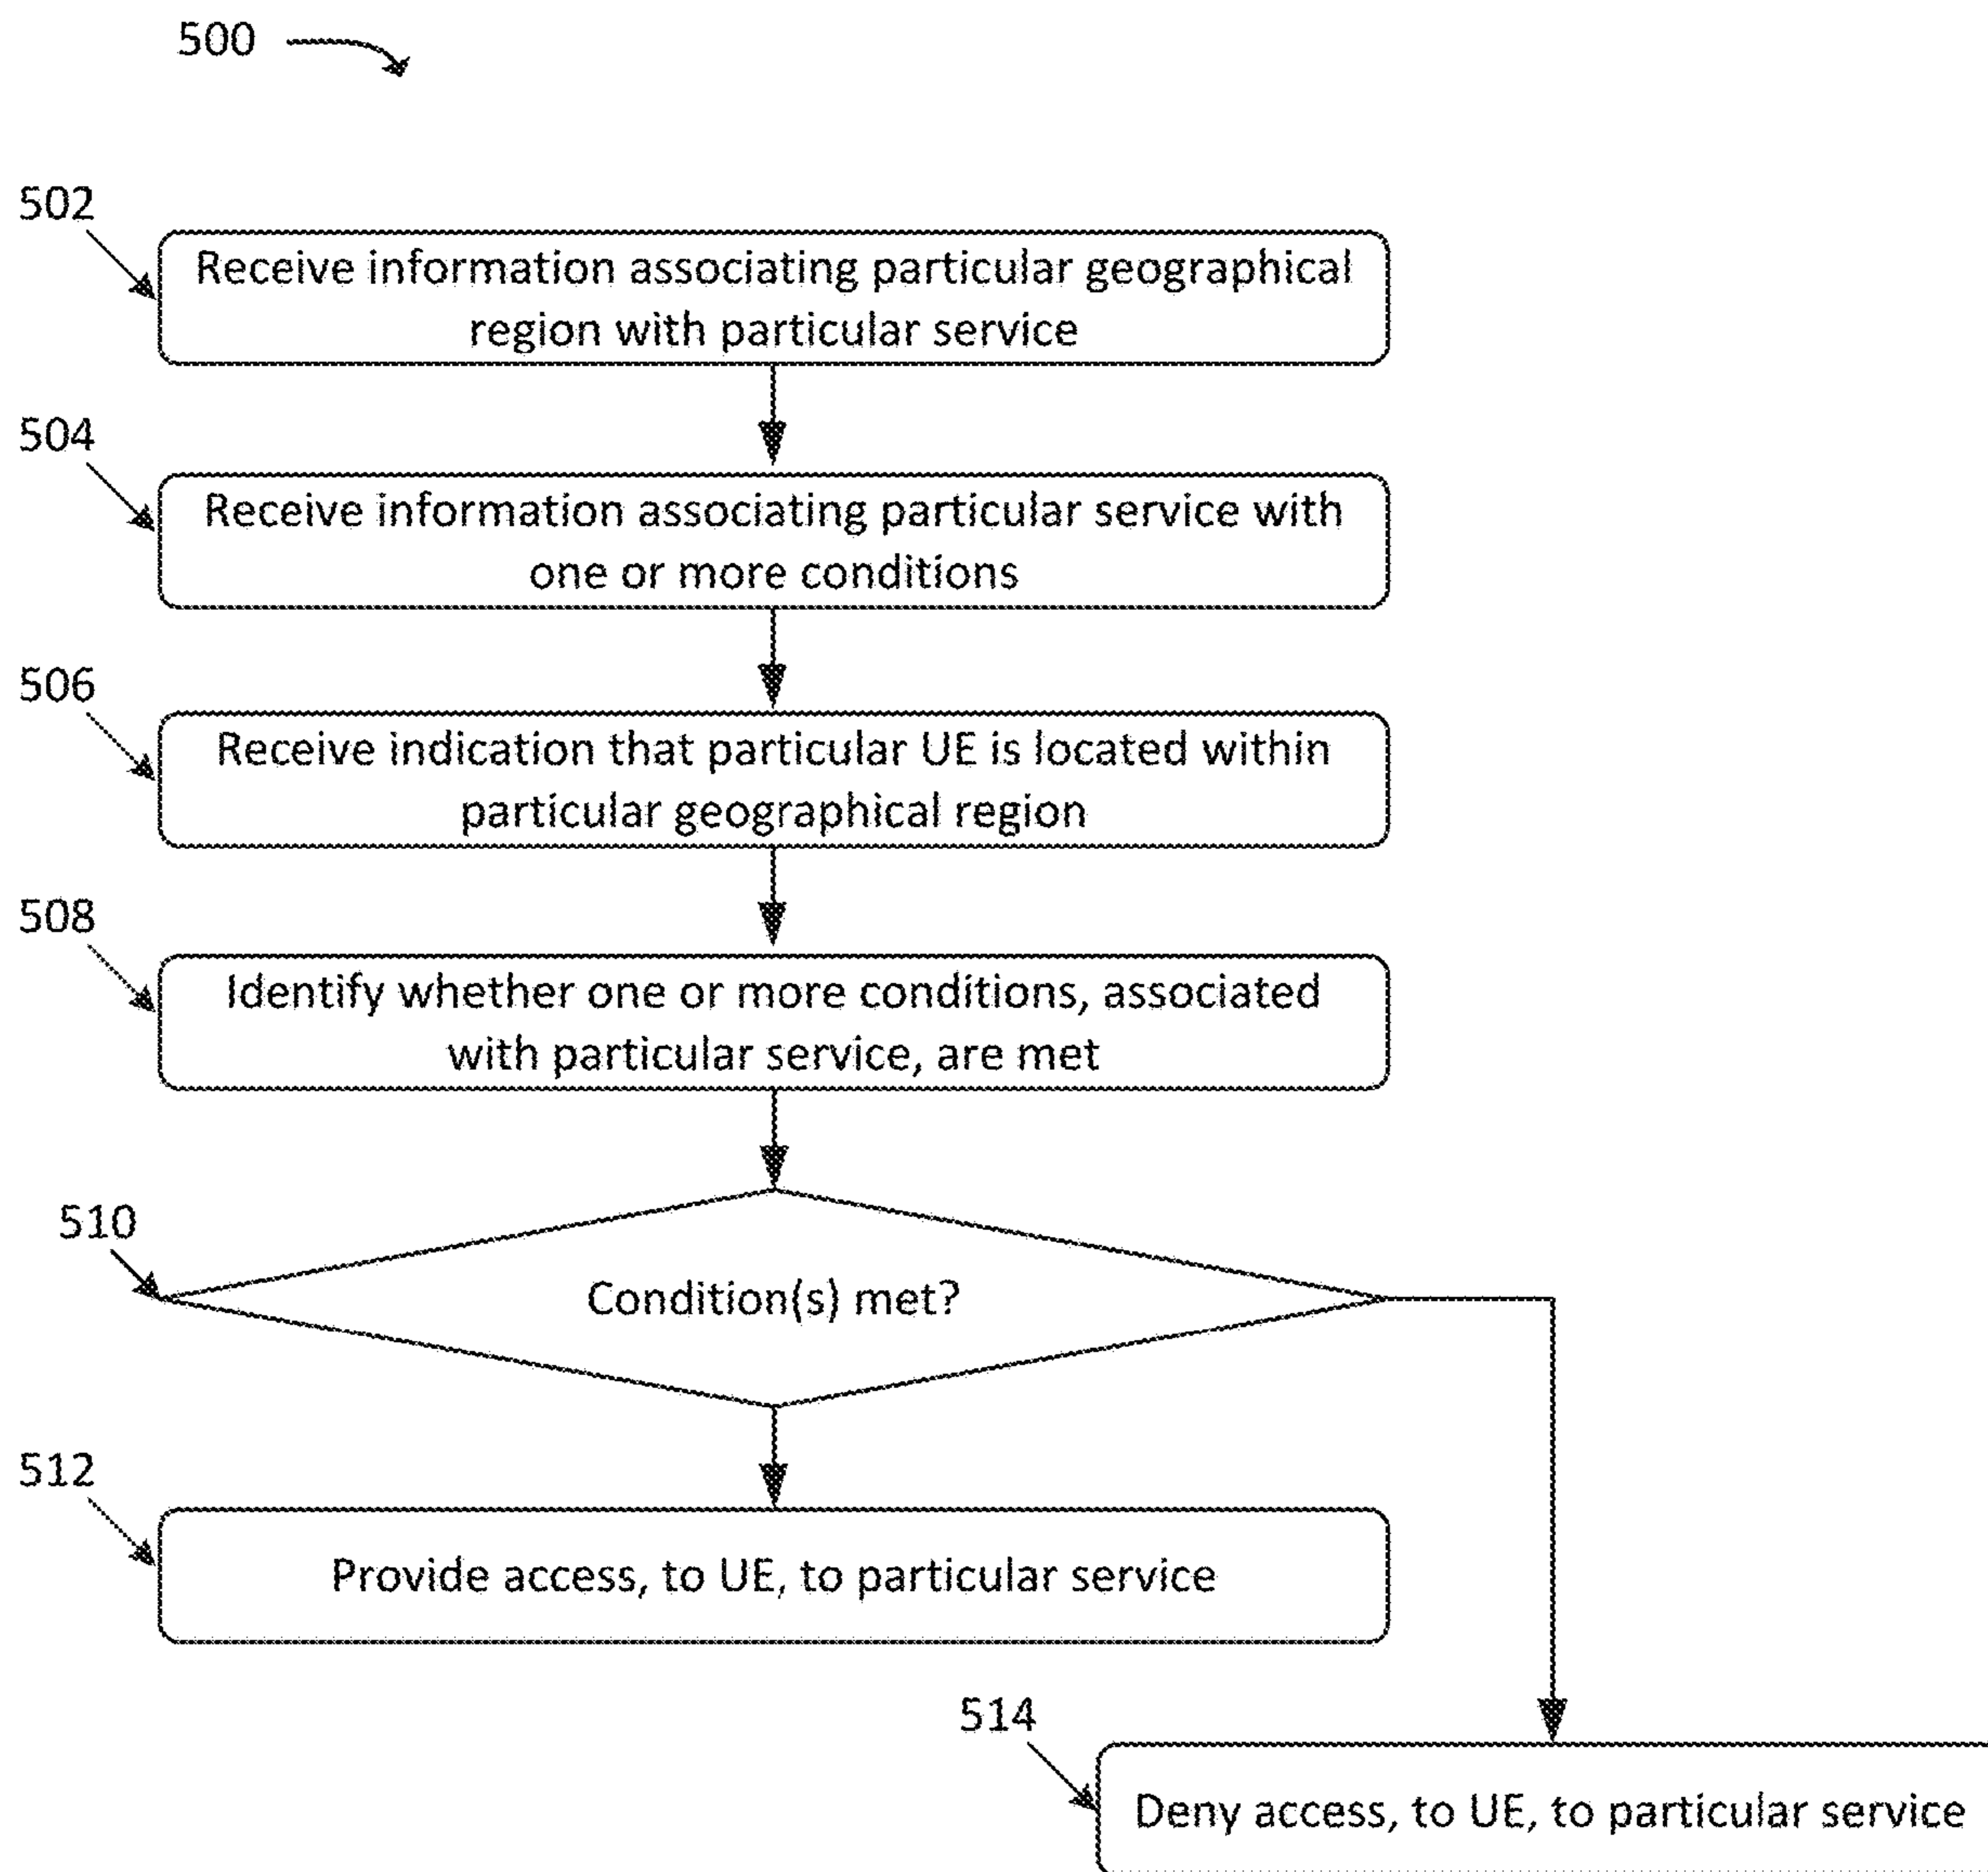 500
502
Receive information associating particular geographical
region with particular service
504
Receive information associating particular service with
one or more conditions
506
Receive indication that particular UE is located within
particular geographical region
508
Identify whether one or more conditions, associated
with particular service, are met
510
Condition(s) met?
512
Provide access, to UE, to particular service
514
Deny access, to UE, to particular service